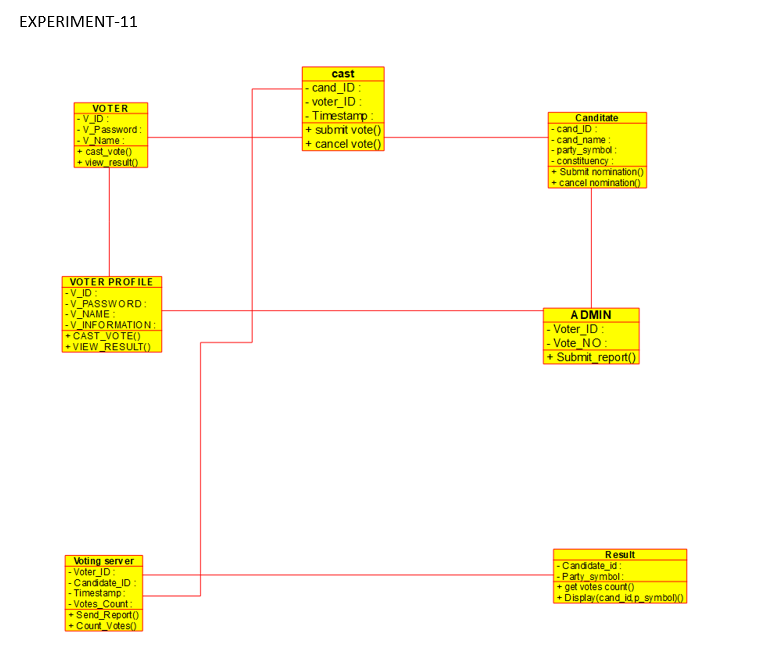 EXPERIMENT-11
cast
- cand_ID :
- voter_ID :
- Timestamp :
+ submit vote()
+ cancel vote()
VOTER
- V_ID :
- V_Password :
- V_Name :
+ cast_vote()
+ view_result()
Canditate
- cand_ID :
- cand_name :
- party_symbol :
- constituency :
+ Submit nomination()
+ cancel nomination()
VOTER PROFILE
- V_ID :
- V_PASSWORD :
- V_NAME :
- V_INFORMATION :
+ CAST_VOTE()
+ VIEW_RESULT()
ADMIN
- Voter_ID :
- Vote_NO :
+ Submit_report()
Voting server
- Voter_ID :
- Candidate_ID :
- Timestamp :
- Votes_Count :
+ Send_Report()
+ Count_Votes()
Result
- Candidate_id :
- Party_symbol :
+ get votes count()
+ Display(cand_id,p_symbol)()